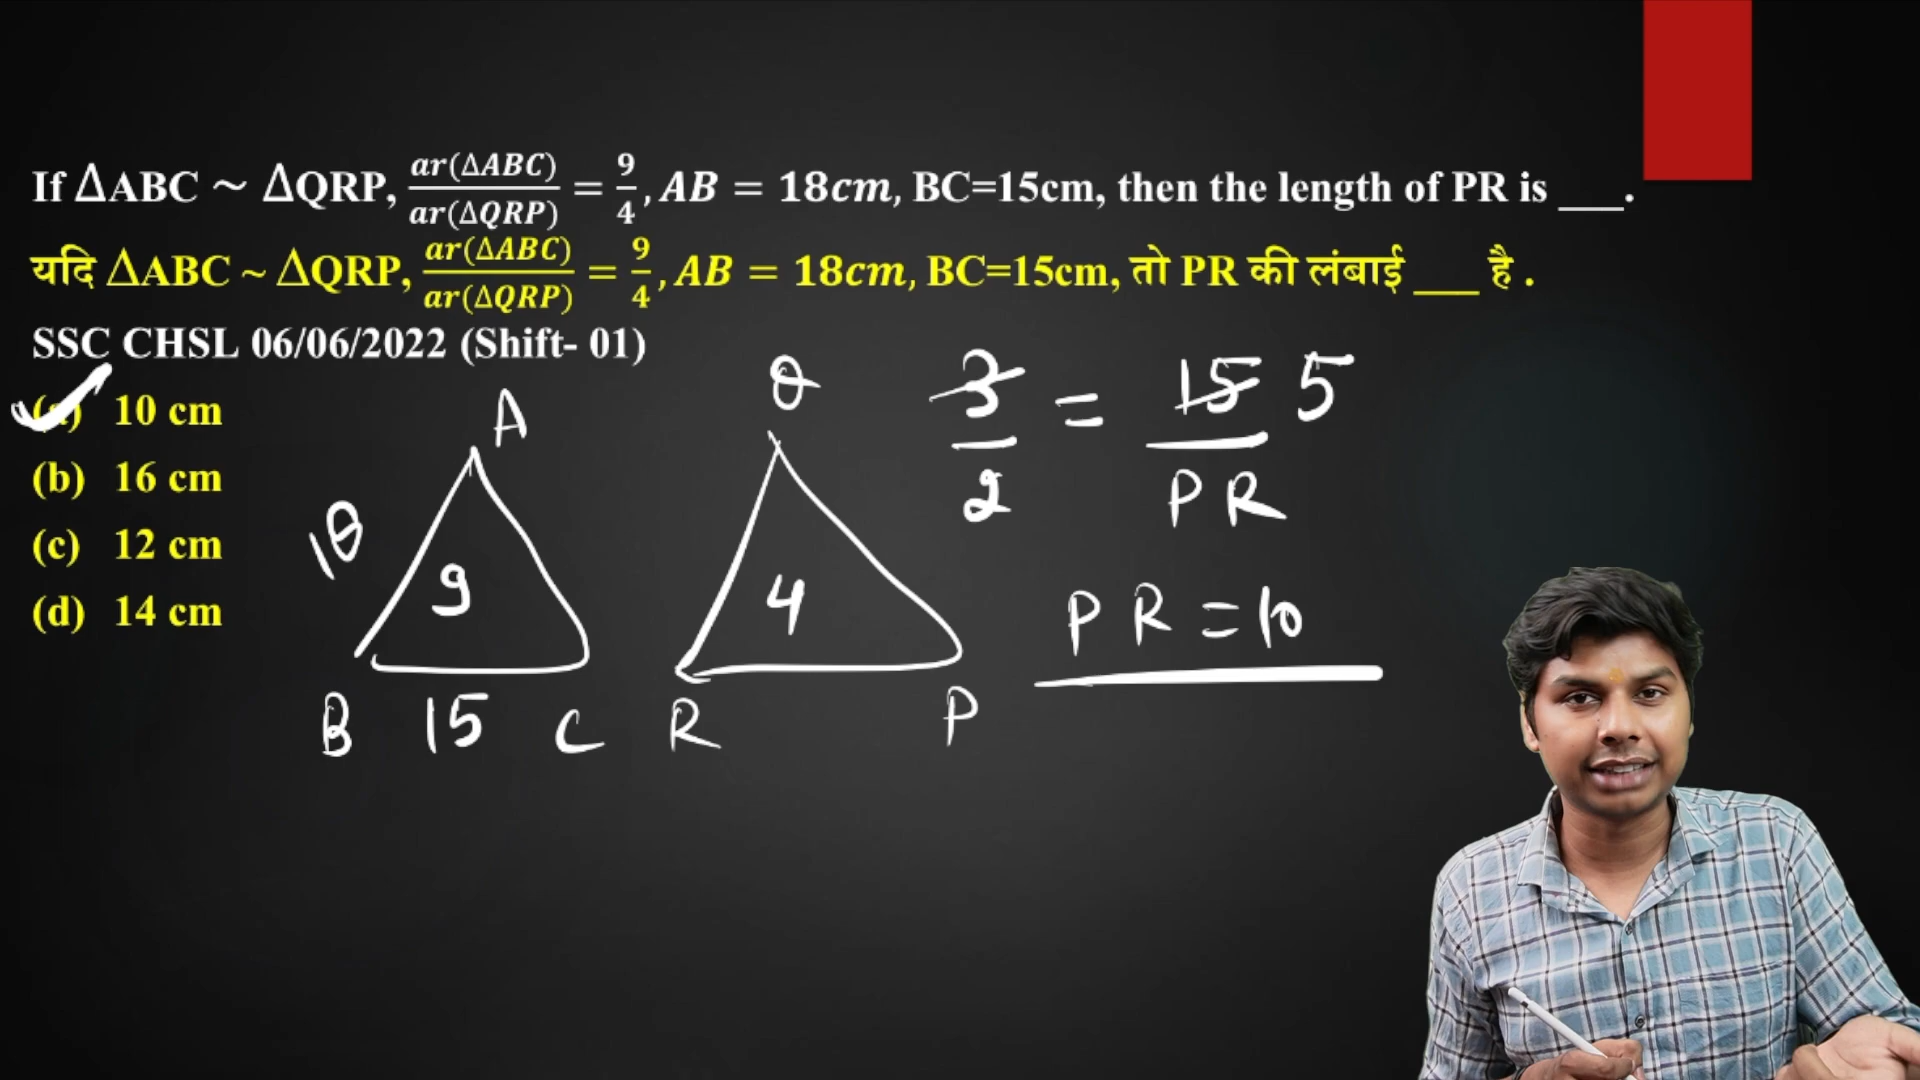 If ΔABC ~ ΔQRP, ar(ΔABC)/ar(ΔQRP) = 9/4, AB = 18cm, BC=15cm, then the length of PR is ___.
यदि ΔABC ~ ΔQRP, ar(ΔABC)/ar(ΔQRP) = 9/4, AB = 18cm, BC=15cm, तो PR की लंबाई ___ है .
SSC CHSL 06/06/2022 (Shift- 01)
(a) 10 cm
(b) 16 cm
(c) 12 cm
(d) 14 cm
A
18
9
B 15 C
Q
4
R P
3/2 = 15/PR 5
PR = 10